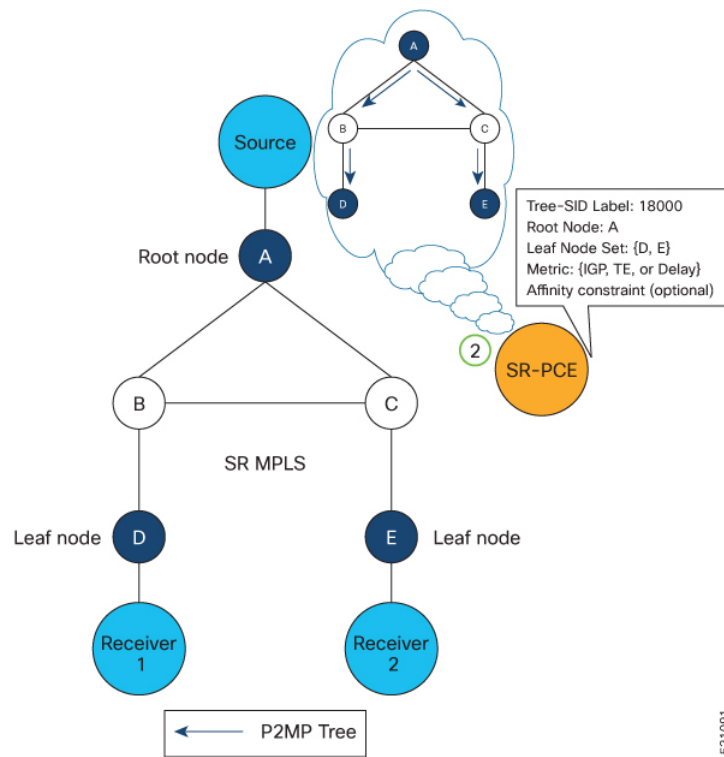 A
B
C
D
E
Source
Tree-SID Label: 18000
Root Node: A
Leaf Node Set: {D, E}
Metric: {IGP, TE, or Delay}
Affinity constraint (optional)
Root node
A
2
SR-PCE
B
C
SR MPLS
Leaf node
D
E
Leaf node
Receiver
1
Receiver
2
P2MP Tree